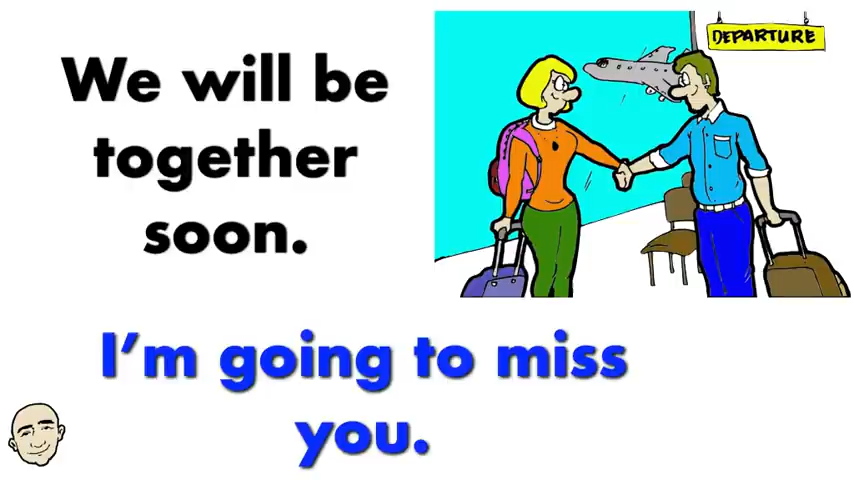 We will be
together
soon.
DEPARTURE
I'm going to miss
you.